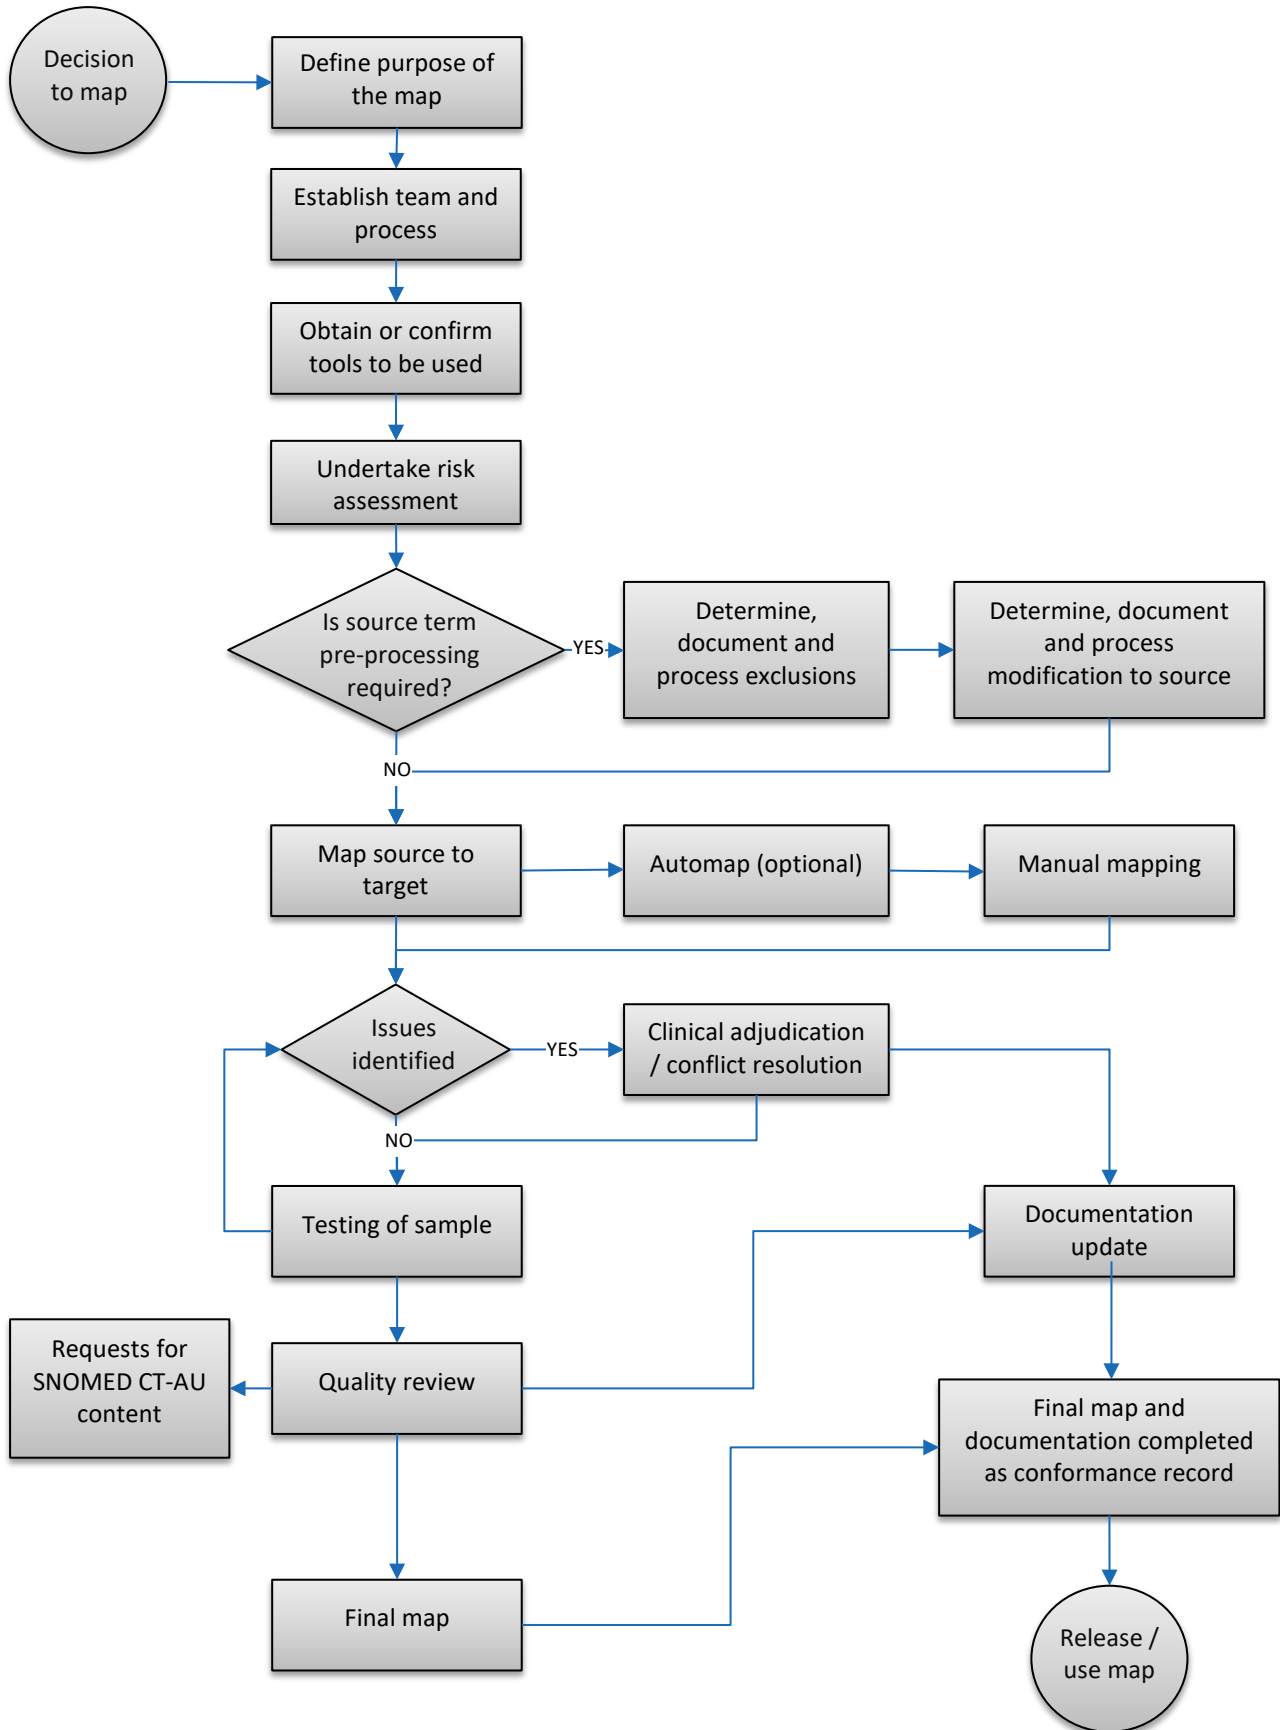 Decision
to map
Define purpose of
the map
Establish team and
process
Obtain or confirm
tools to be used
Undertake risk
assessment
Is source term
pre-processing
required?
YES
Determine,
document and
process exclusions
Determine, document
and process
modification to source
NO
Map source to
target
Automap (optional)
Manual mapping
Issues
identified
YES
Clinical adjudication
/ conflict resolution
NO
Testing of sample
Documentation
update
Requests for
SNOMED CT-AU
content
Quality review
Final map and
documentation completed
as conformance record
Final map
Release /
use map